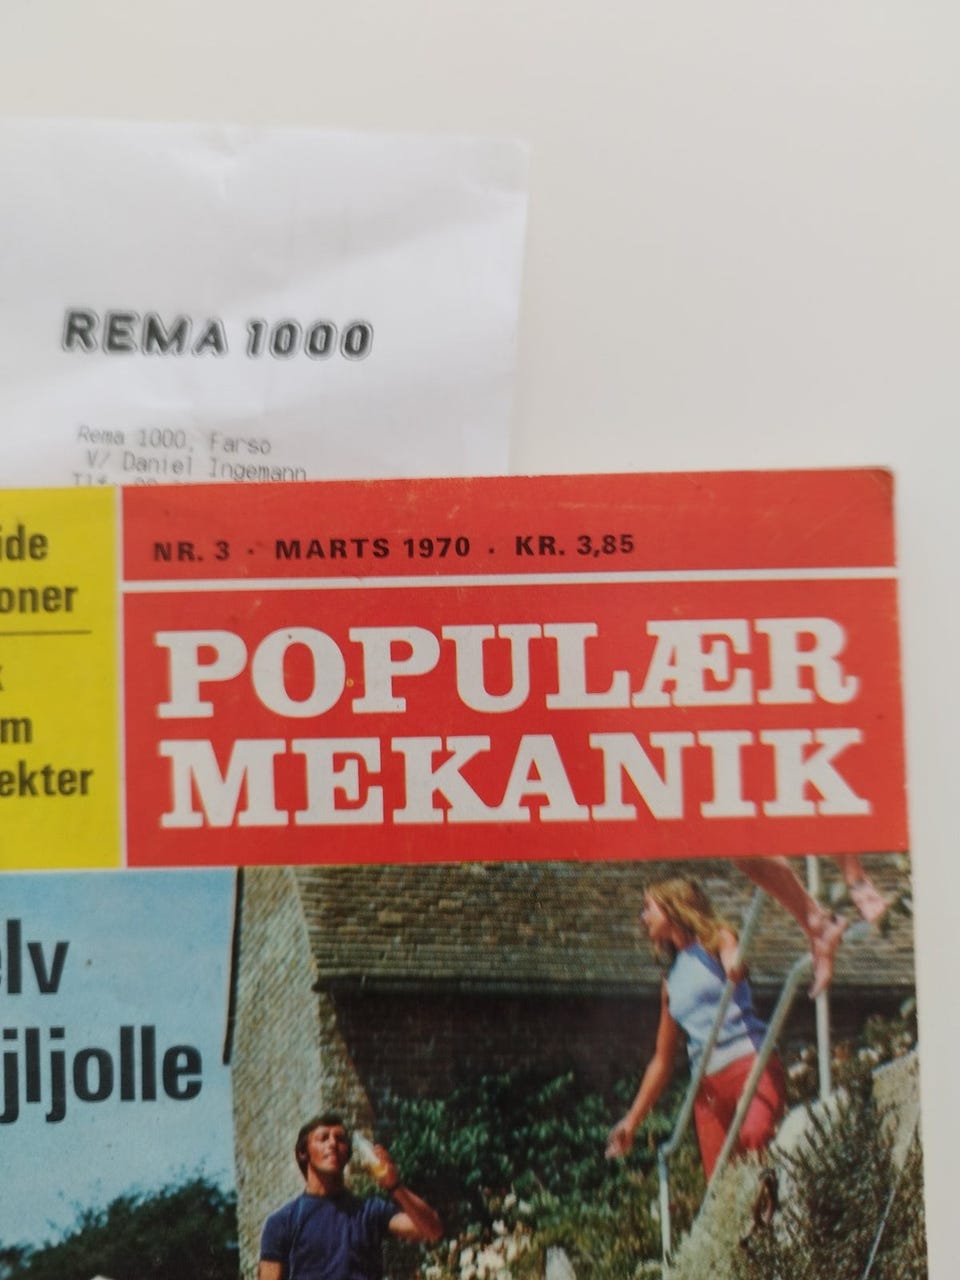 REMA 1000
Rema 1000, Farsø
V/ Daniel Ingemann
NR. 3 · MARTS 1970 · KR. 3,85
POPULÆR
MEKANIK
ide
oner
m
ekter
elv
jljolle